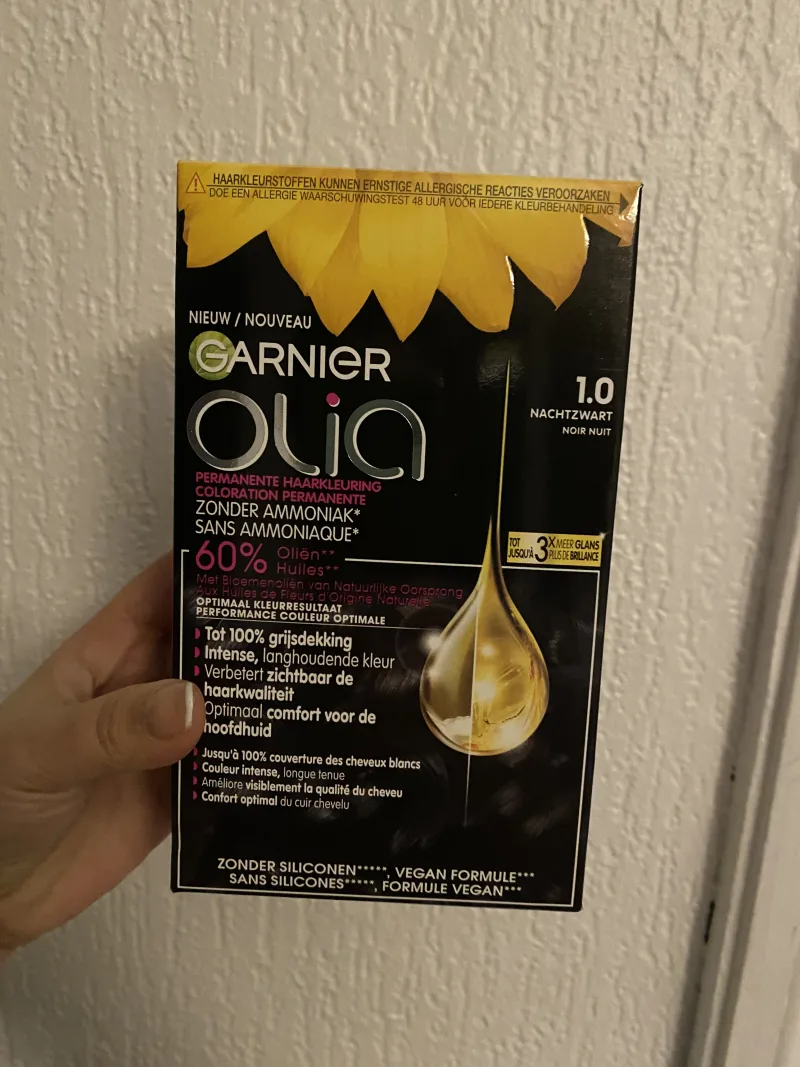 HAARKLEURSTOFFEN KUNNEN ERNSTIGE ALLERGISCHE REACTIES VEROORZAKEN
DOE EEN ALLERGIE WAARSCHUWINGSTEST 48 UUR VÓÓR IEDERE KLEURBEHANDELING
NIEUW / NOUVEAU
GARNIER
OLIA
1.0
NACHTZWART
NOIR NUIT
PERMANENTE HAARKLEURING
COLORATION PERMANENTE
ZONDER AMMONIAK*
SANS AMMONIAQUE*
60% Oliën**
Huiles**
TOT JUSQU'À 3X MEER GLANS
PLUS DE BRILLANCE
Met Bloemenoliën van Natuurlijke Oorsprong
Aux Huiles de Fleurs d'Origine Naturelle
OPTIMAAL KLEURRESULTAAT
PERFORMANCE COULEUR OPTIMALE
Tot 100% grijsdekking
Intense, langhoudende kleur
Verbetert zichtbaar de
haarkwaliteit
Optimaal comfort voor de
hoofdhuid
Jusqu'à 100% couverture des cheveux blancs
Couleur intense, longue tenue
Améliore visiblement la qualité du cheveu
Confort optimal du cuir chevelu
ZONDER SILICONEN*****, VEGAN FORMULE***
SANS SILICONES*****, FORMULE VEGAN***